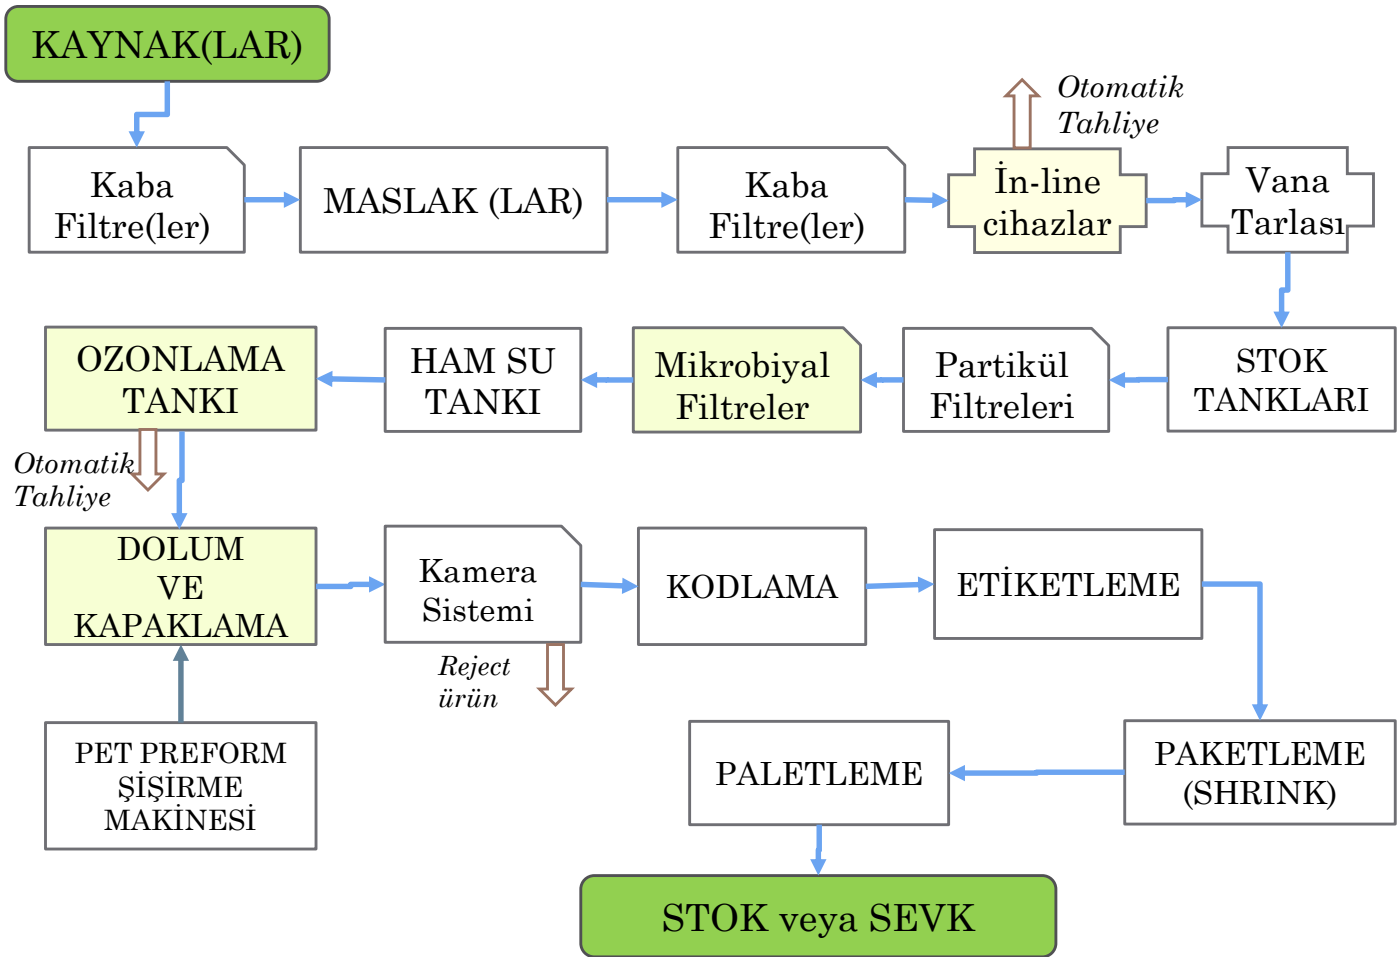 KAYNAK(LAR)
Otomatik
Tahliye
Kaba
Filtre(ler)
MASLAK (LAR)
Kaba
Filtre(ler)
İn-line
cihazlar
Vana
Tarlası
OZONLAMA
TANKI
HAM SU
TANKI
Mikrobiyal
Filtreler
Partikül
Filtreleri
STOK
TANKLARI
Otomatik
Tahliye
DOLUM
VE
KAPAKLAMA
Kamera
Sistemi
KODLAMA
ETİKETLEME
Reject
ürün
PET PREFORM
ŞİŞİRME
MAKİNESİ
PALETLEME
PAKETLEME
(SHRINK)
STOK veya SEVK